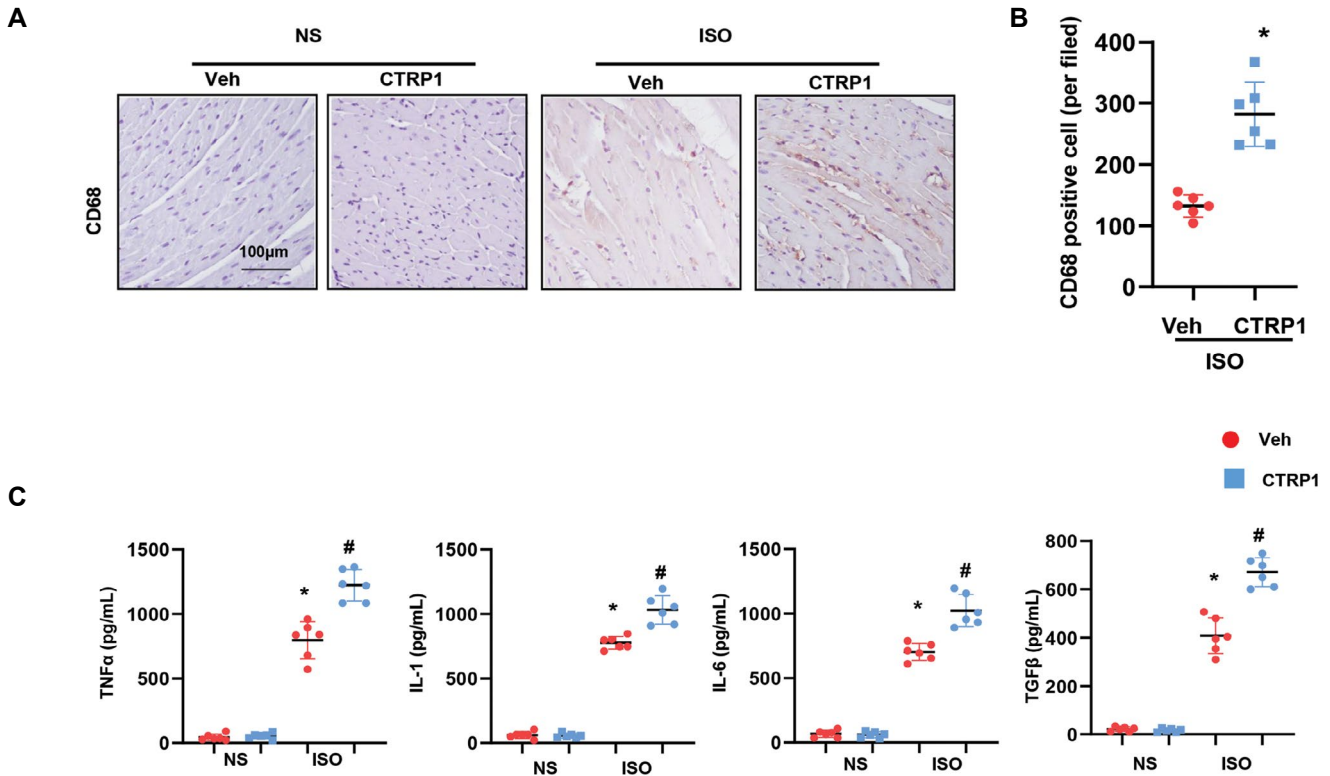 A
NS
ISO
Veh
CTRP1
Veh
CTRP1
CD68
100μm
B
CD68 positive cell (per filed)
400
300
200
100
0
*
Veh
CTRP1
ISO
Veh
CTRP1
C
TNFα (pg/mL)
1500
1000
500
0
*
#
NS
ISO
IL-1 (pg/mL)
1500
1000
500
0
*
#
NS
ISO
IL-6 (pg/mL)
1500
1000
500
0
*
#
NS
ISO
TGFβ (pg/mL)
800
600
400
200
0
*
#
NS
ISO